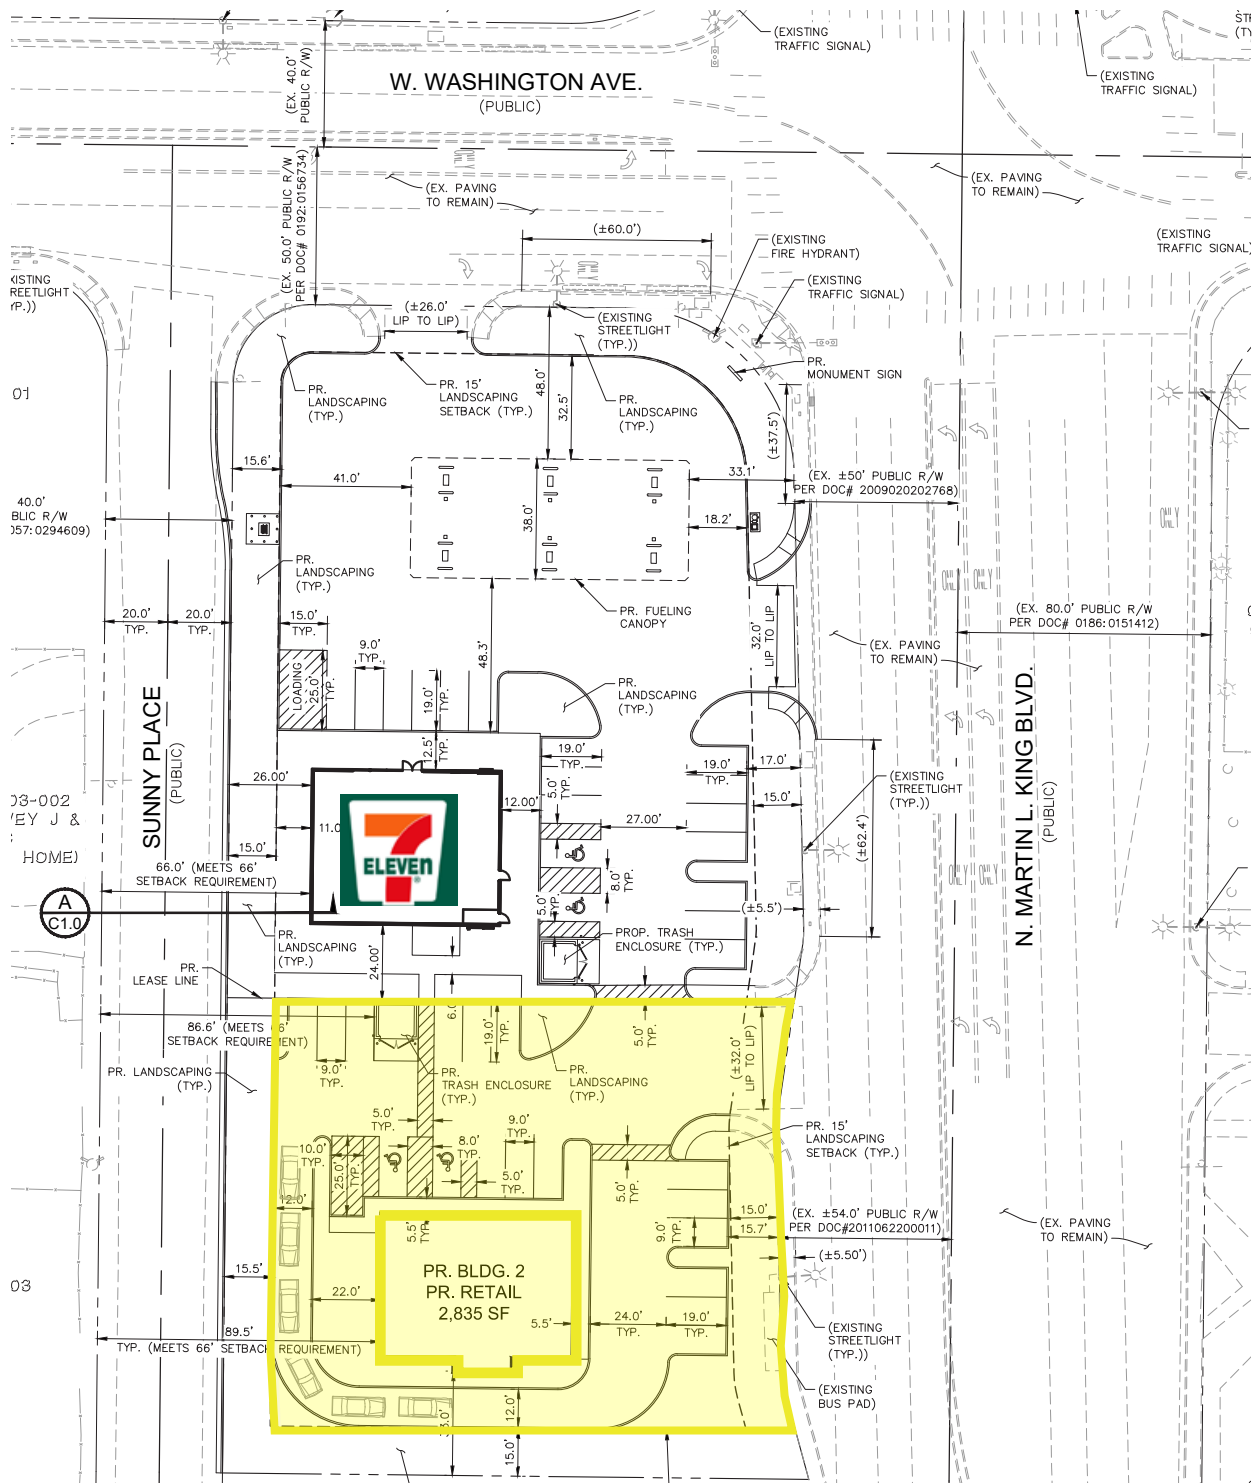 (EXISTING
TRAFFIC SIGNAL)
(EXISTING
TRAFFIC SIGNAL)
(EX. 40.0'
PUBLIC R/W)
W. WASHINGTON AVE.
(PUBLIC)
ONLY
(EX. 50.0' PUBLIC R/W
PER DOC# 0192:0156734)
(EX. PAVING
TO REMAIN)
(EX. PAVING
TO REMAIN)
(±60.0')
(EXISTING
FIRE HYDRANT)
(EXISTING
TRAFFIC SIGNAL)
ONLY
(EXISTING
TRAFFIC SIGNAL)
(±26.0'
LIP TO LIP)
(EXISTING
STREETLIGHT
(TYP.))
PR.
MONUMENT SIGN
PR.
LANDSCAPING
(TYP.)
PR. 15'
LANDSCAPING
SETBACK (TYP.)
48.0'
32.5'
PR.
LANDSCAPING
(TYP.)
(±37.5')
01
15.6'
41.0'
33.1'
(EX. ±50' PUBLIC R/W
PER DOC# 2009020202768)
40.0'
38.0'
18.2'
ONLY
PR.
LANDSCAPING
(TYP.)
ONLY
ONLY
20.0'
TYP.
20.0'
TYP.
15.0'
TYP.
PR. FUELING
CANOPY
32.0'
LIP TO LIP
(EX. 80.0' PUBLIC R/W
PER DOC# 0186:0151412)
(EX. PAVING
TO REMAIN)
LOADING
25.0'
TYP.
9.0'
TYP.
48.3'
19.0'
TYP.
PR.
LANDSCAPING
(TYP.)
SUNNY PLACE
(PUBLIC)
N. MARTIN L. KING BLVD.
(PUBLIC)
12.5'
TYP.
19.0'
TYP.
19.0'
TYP.
17.0'
26.00'
5.0'
TYP.
12.00'
15.0'
(EXISTING
STREETLIGHT
(TYP.))
03-002
27.00'
(±62.4')
7
ELEVEn
®
HOME)
15.0'
66.0' (MEETS 66'
SETBACK REQUIREMENT)
8.0'
TYP.
ONLY
ONLY
A
C1.0
5.0'
TYP.
(±5.5')
PR.
LANDSCAPING
(TYP.)
PROP. TRASH
ENCLOSURE (TYP.)
24.00'
PR.
LEASE LINE
86.6' (MEETS
SETBACK REQUIREMENT)
19.0'
TYP.
5.0'
TYP.
(±32.0'
LIP TO LIP)
PR. LANDSCAPING
(TYP.)
9.0'
TYP.
PR.
TRASH ENCLOSURE
(TYP.)
PR.
LANDSCAPING
(TYP.)
5.0'
TYP.
9.0'
TYP.
PR. 15'
LANDSCAPING
SETBACK (TYP.)
10.0'
TYP.
25.0'
TYP.
8.0'
TYP.
5.0'
TYP.
5.0'
TYP.
5.5'
TYP.
9.0'
TYP.
15.0'
15.7'
(EX. ±54.0' PUBLIC R/W
PER DOC#2011062200011)
(±5.50')
(EX. PAVING
TO REMAIN)
15.5'
22.0'
PR. BLDG. 2
PR. RETAIL
2,835 SF
03
5.5'
24.0'
TYP.
19.0'
TYP.
89.5'
TYP. (MEETS 66' SETBACK REQUIREMENT)
(EXISTING
STREETLIGHT
(TYP.))
(EXISTING
BUS PAD)
12.0'
15.0'